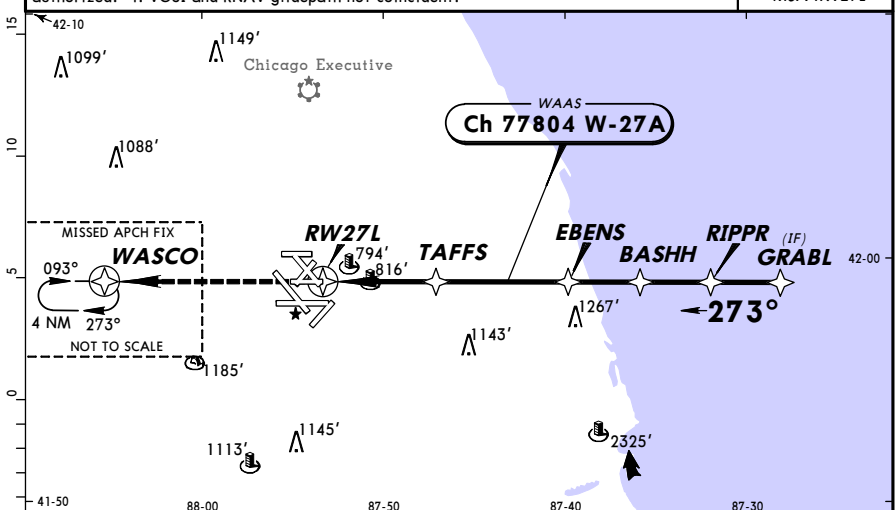 42-10
15
1149'
1099'
Chicago Executive
WAAS
Ch 77804 W-27A
10
1088'
MISSED APCH FIX
RW27L
EBENS
RIPPR
(IF)
WASCO
794'
TAFFS
BASHH
GRABL
42-00
5
093°
816'
1267'
273°
4 NM
273°
1143'
NOT TO SCALE
1185'
0
1145'
1113'
2325'
41-50
88-00
87-50
87-40
87-30